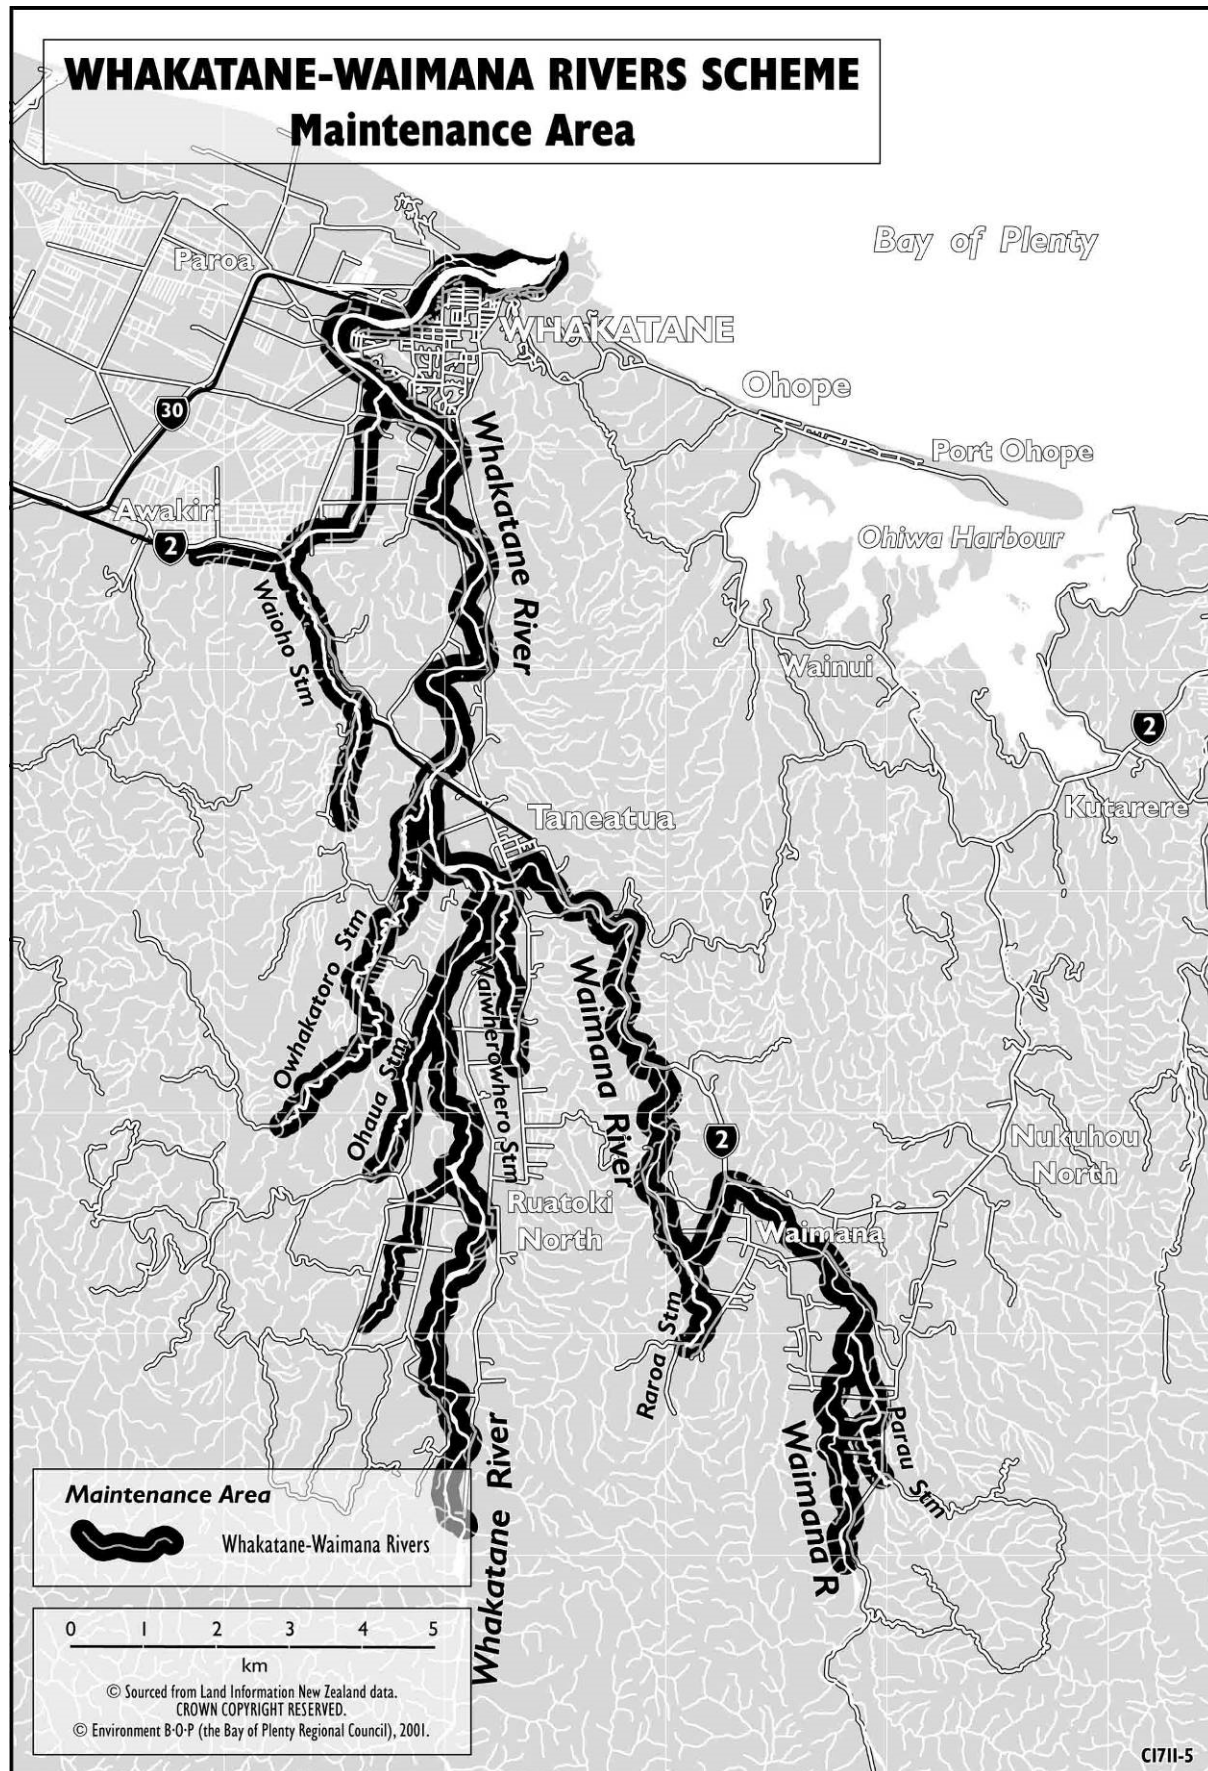 WHAKATANE-WAIMANA RIVERS SCHEME
Maintenance Area
Bay of Plenty
Paroa
WHAKATANE
Ohope
Port Ohope
30
Awakiri
2
Ohiwa Harbour
Whakatane River
Waioho Stm
Wainui
2
Kutarere
Taneatua
Owhakatoro Stm
Ohaua Stm
Waiwherowhero Stm
Waimana River
2
Nukuhou
North
Ruatoki
North
Waimana
Raroa Stm
Parau Stm
Waimana R
Whakatane River
Maintenance Area
Whakatane-Waimana Rivers
0 1 2 3 4 5
km
© Sourced from Land Information New Zealand data.
CROWN COPYRIGHT RESERVED.
© Environment B·O·P (the Bay of Plenty Regional Council), 2001.
C1711-5